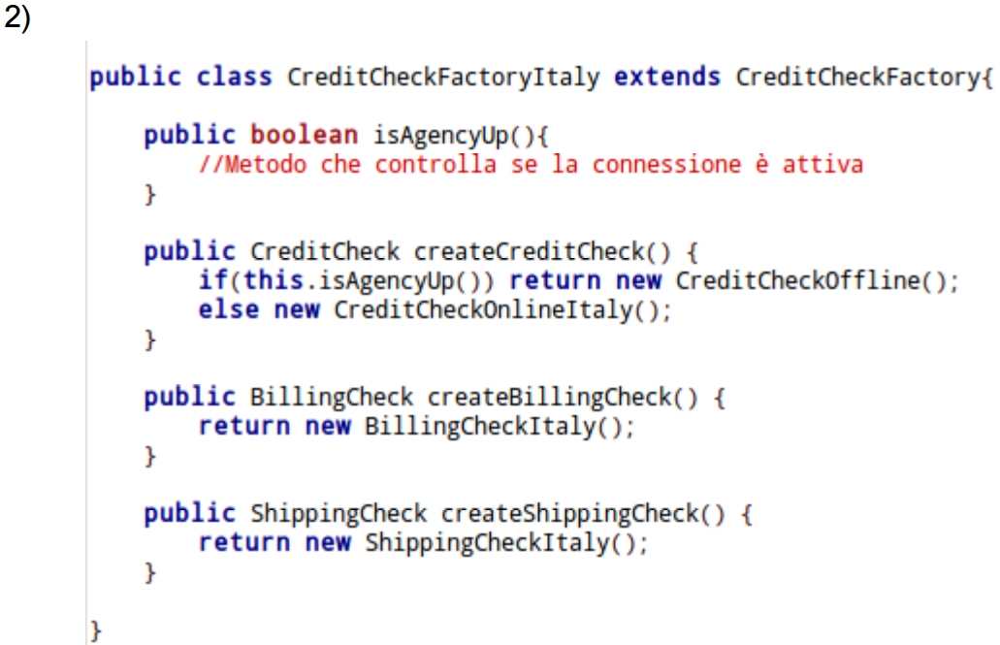 2)
public class CreditCheckFactoryItaly extends CreditCheckFactory{
public boolean isAgencyUp(){
//Metodo che controlla se la connessione è attiva
}
public CreditCheck createCreditCheck() {
if(this.isAgencyUp()) return new CreditCheckOffline();
else new CreditCheckOnlineItaly();
}
public BillingCheck createBillingCheck() {
return new BillingCheckItaly();
}
public ShippingCheck createShippingCheck() {
return new ShippingCheckItaly();
}
}